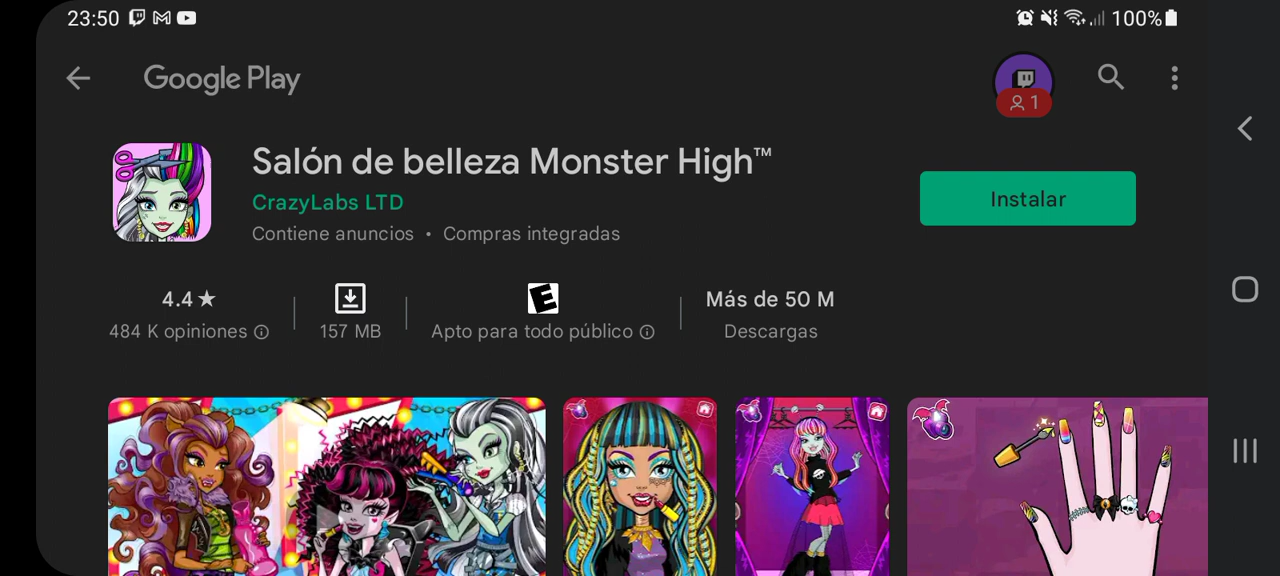 23:50
100%
Google Play
1
Salón de belleza Monster High™
CrazyLabs LTD
Contiene anuncios • Compras integradas
Instalar
4.4★
484 K opiniones
157 MB
E
Apto para todo público
Más de 50 M
Descargas